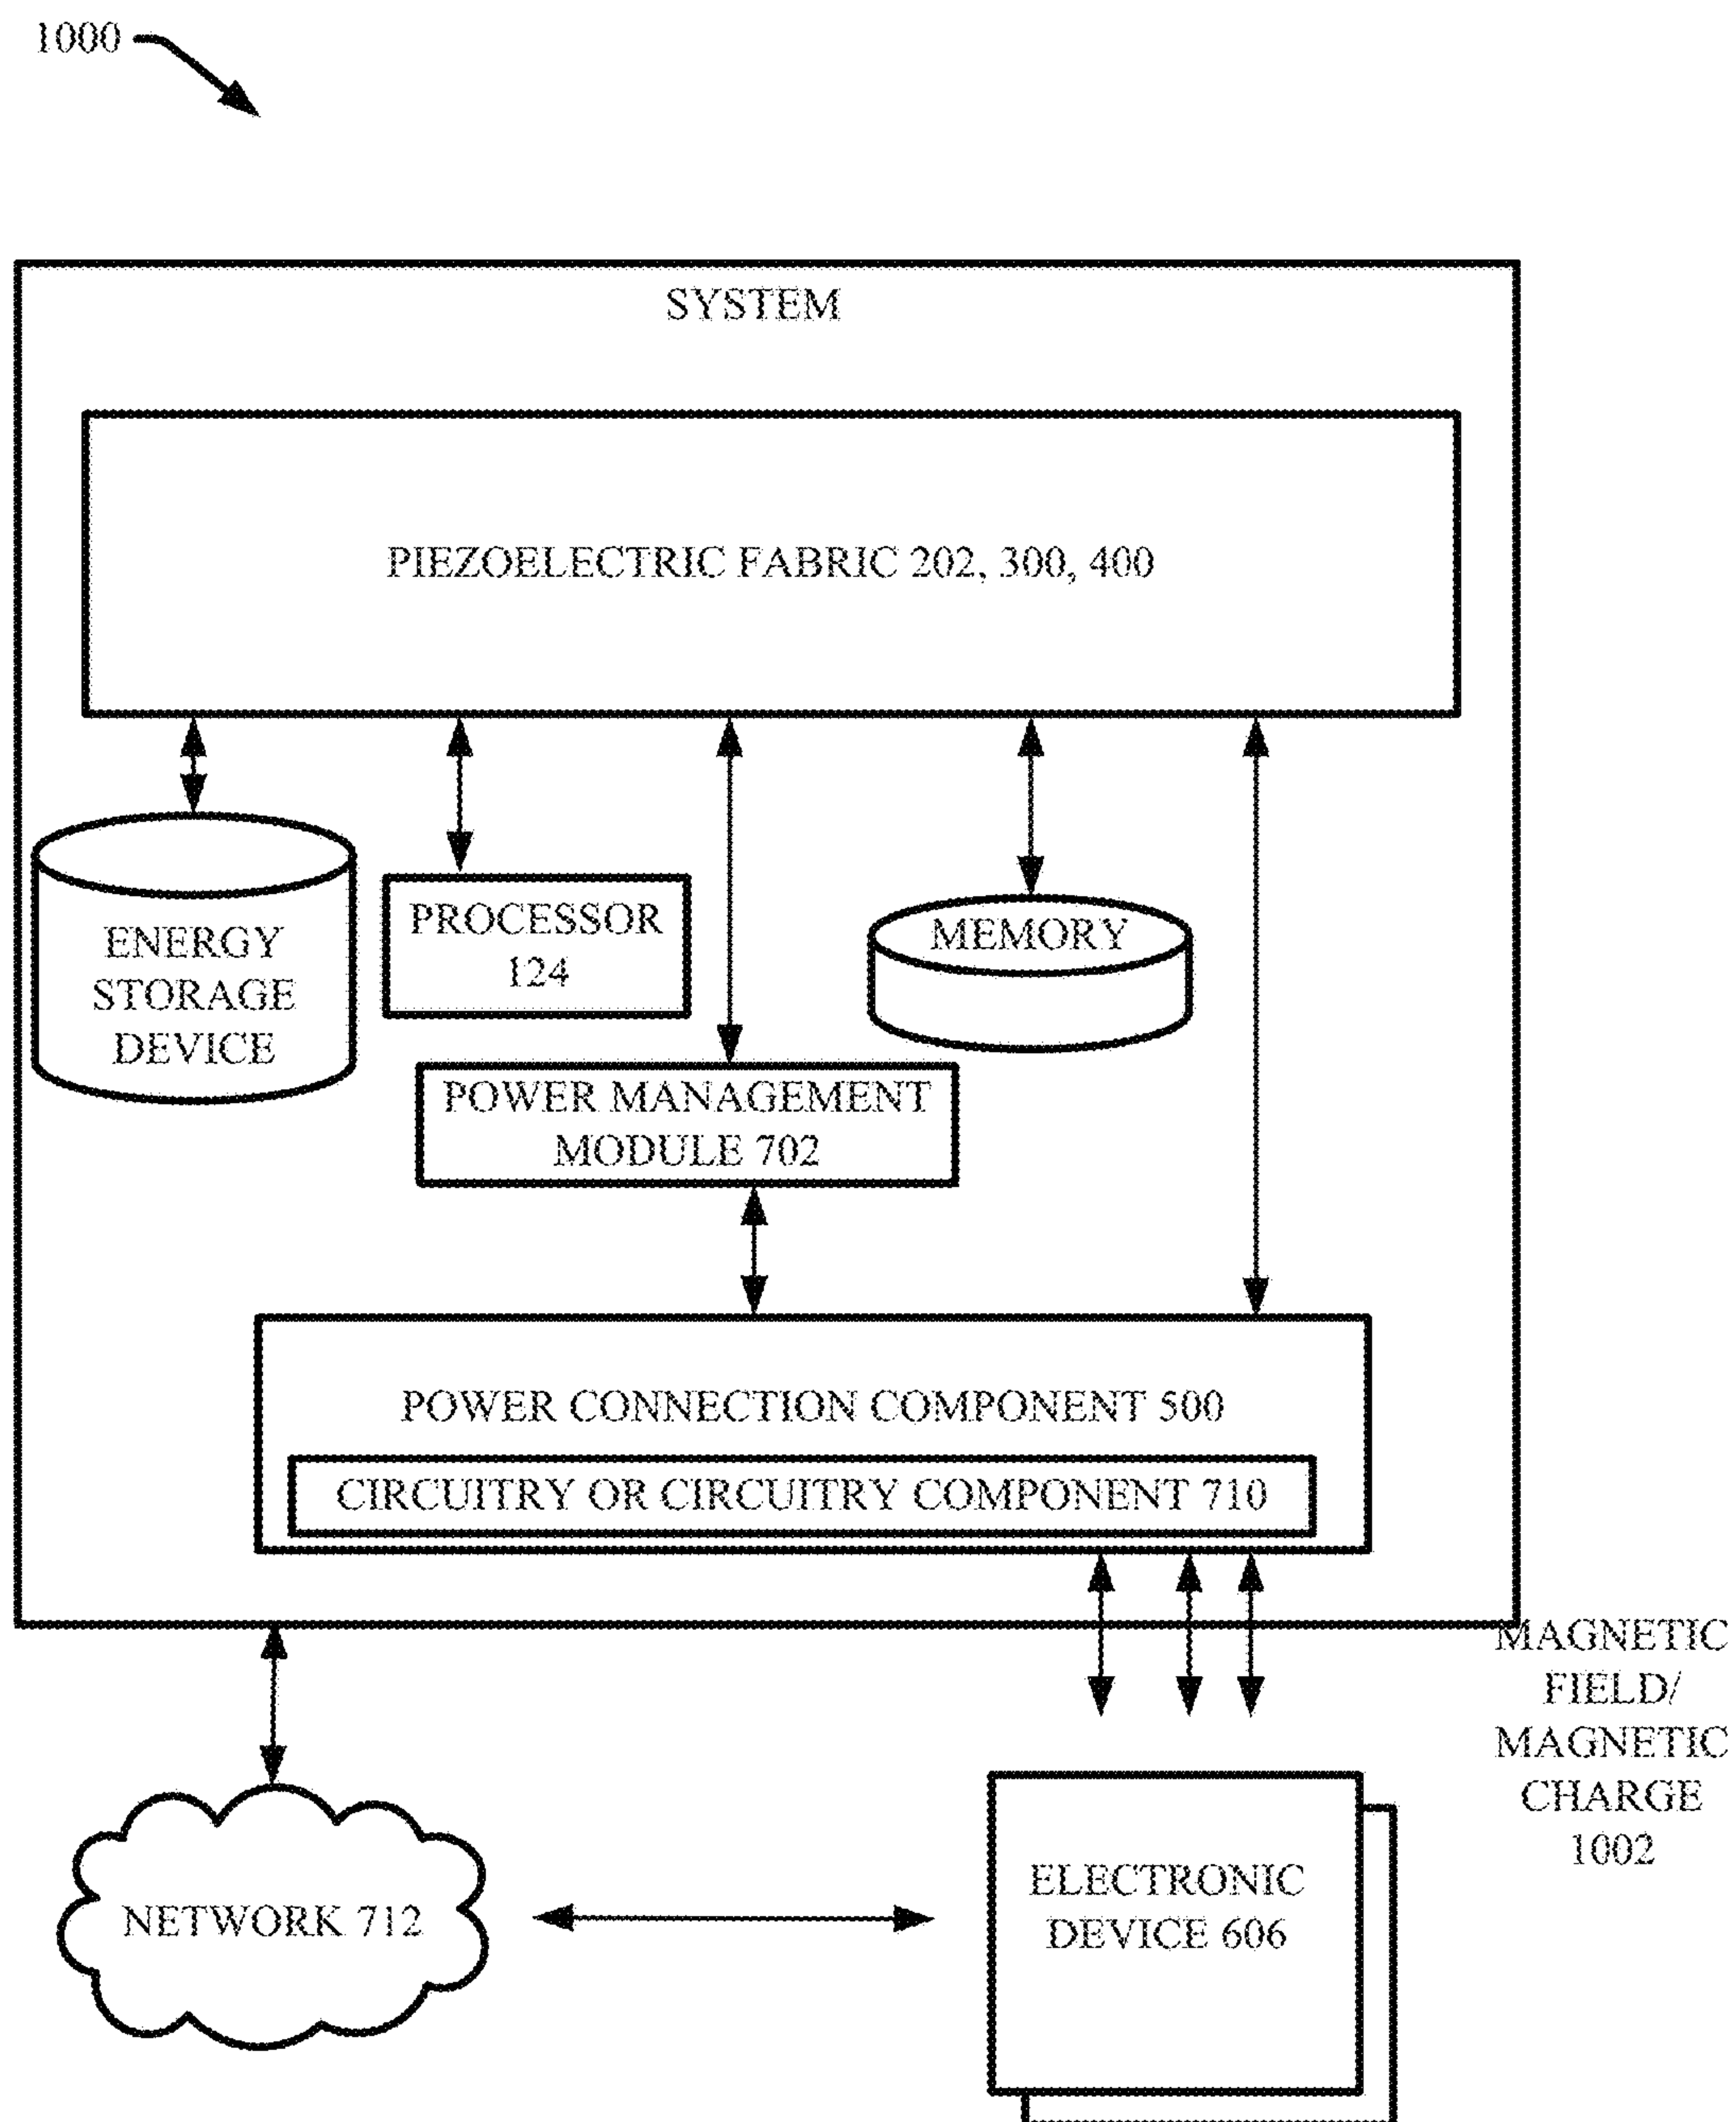 1000
SYSTEM
PIEZOELECTRIC FABRIC 202, 300, 400
ENERGY
STORAGE
DEVICE
PROCESSOR
124
MEMORY
POWER MANAGEMENT
MODULE 702
POWER CONNECTION COMPONENT 500
CIRCUITRY OR CIRCUITRY COMPONENT 710
MAGNETIC
FIELD/
MAGNETIC
CHARGE
1002
NETWORK 712
ELECTRONIC
DEVICE 606